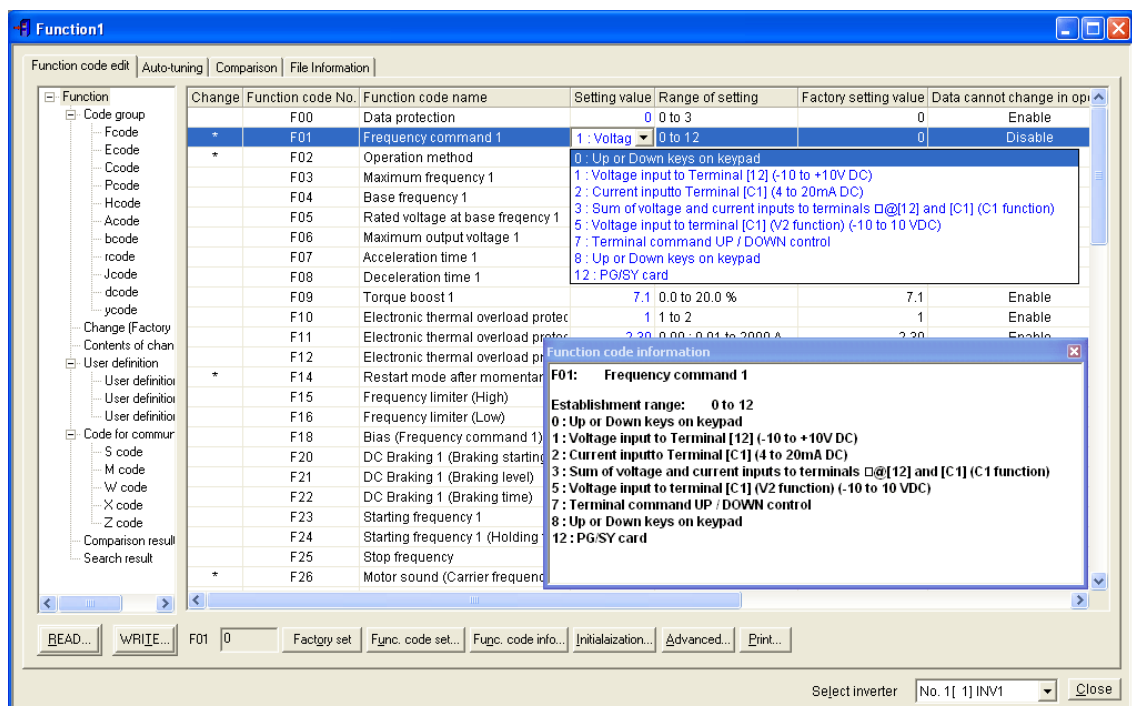 Function1
Function code edit Auto-tuning Comparison File Information
Function
Code group
Fcode
Ecode
Ccode
Pcode
Hcode
Acode
bcode
rcode
Jcode
dcode
ycode
Change (Factory
Contents of chan
User definition
User definition
User definition
User definition
Code for commur
S code
M code
W code
X code
Z code
Comparison result
Search result
Change Function code No. Function code name Setting value Range of setting Factory setting value Data cannot change in ope
F00 Data protection 0 0 to 3 0 Enable
* F01 Frequency command 1 1 : Voltag 0 to 12 0 Disable
* F02 Operation method
F03 Maximum frequency 1
F04 Base frequency 1
F05 Rated voltage at base freqency 1
F06 Maximum output voltage 1
F07 Acceleration time 1
F08 Deceleration time 1
0 : Up or Down keys on keypad
1 : Voltage input to Terminal [12] (-10 to +10V DC)
2 : Current inputto Terminal [C1] (4 to 20mA DC)
3 : Sum of voltage and current inputs to terminals □@[12] and [C1] (C1 function)
5 : Voltage input to terminal [C1] (V2 function) (-10 to 10 VDC)
7 : Terminal command UP / DOWN control
8 : Up or Down keys on keypad
12 : PG/SY card
F09 Torque boost 1 7.1 0.0 to 20.0 % 7.1 Enable
F10 Electronic thermal overload protec 1 1 to 2 1 Enable
F11 Electronic thermal overload protec 2.30 0.00 : 0.01 to 2000 A 2.30 Enable
F12 Electronic thermal overload pr
* F14 Restart mode after momentar
F15 Frequency limiter (High)
F16 Frequency limiter (Low)
F18 Bias (Frequency command 1)
F20 DC Braking 1 (Braking starting
F21 DC Braking 1 (Braking level)
F22 DC Braking 1 (Braking time)
F23 Starting frequency 1
F24 Starting frequency 1 (Holding
F25 Stop frequency
* F26 Motor sound (Carrier frequenc
Function code information
F01: Frequency command 1
Establishment range: 0 to 12
0 : Up or Down keys on keypad
1 : Voltage input to Terminal [12] (-10 to +10V DC)
2 : Current inputto Terminal [C1] (4 to 20mA DC)
3 : Sum of voltage and current inputs to terminals □@[12] and [C1] (C1 function)
5 : Voltage input to terminal [C1] (V2 function) (-10 to 10 VDC)
7 : Terminal command UP / DOWN control
8 : Up or Down keys on keypad
12 : PG/SY card
READ... WRITE... F01 0 Factory set Func. code set... Func. code info... Initialaization... Advanced... Print...
Select inverter No. 1[ 1] INV1 Close